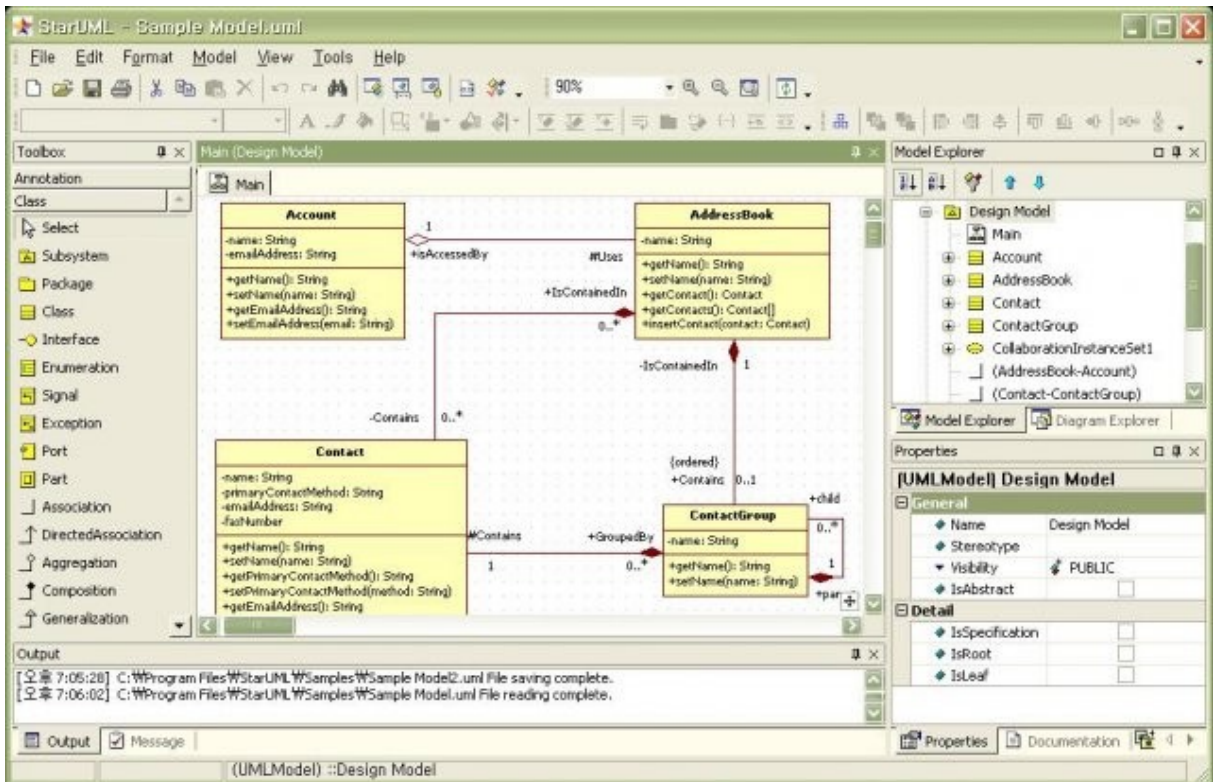 StarUML - Sample Model.uml
File Edit Format Model View Tools Help
90%
Toolbox
Annotation
Class
Select
Subsystem
Package
Class
Interface
Enumeration
Signal
Exception
Port
Part
Association
DirectedAssociation
Aggregation
Composition
Generalization
Main (Design Model)
Main
Account
-name: String
-emailAddress: String
+getName(): String
+setName(name: String)
+getEmailAddress(): String
+setEmailAddress(email: String)
1
+isAccessedBy
#Uses
AddressBook
-name: String
+getName(): String
+setName(name: String)
+getContact(): Contact
+getContacts(): Contact[]
+insertContact(contact: Contact)
+IsContainedIn
0..*
-IsContainedIn 1
-Contains 0..*
Contact
-name: String
-primaryContactMethod: String
-emailAddress: String
-faxNumber
+getName(): String
+setName(name: String)
+getPrimaryContactMethod(): String
+setPrimaryContactMethod(method: String)
+getEmailAddress(): String
{ordered}
+Contains 0..1
#Contains +GroupedBy
1 0..*
ContactGroup
-name: String
+getName(): String
+setName(name: String)
+child
0..*
1
+par
Model Explorer
Design Model
Main
Account
AddressBook
Contact
ContactGroup
CollaborationInstanceSet1
(AddressBook-Account)
(Contact-ContactGroup)
Model Explorer Diagram Explorer
Properties
(UMLModel) Design Model
General
Name Design Model
Stereotype
Visibility PUBLIC
IsAbstract
Detail
IsSpecification
IsRoot
IsLeaf
Properties Documentation
Output
[오후 7:05:28] C:₩Program Files₩StarUML₩Samples₩Sample Model2.uml File saving complete.
[오후 7:06:02] C:₩Program Files₩StarUML₩Samples₩Sample Model.uml File reading complete.
Output Message
(UMLModel) ::Design Model